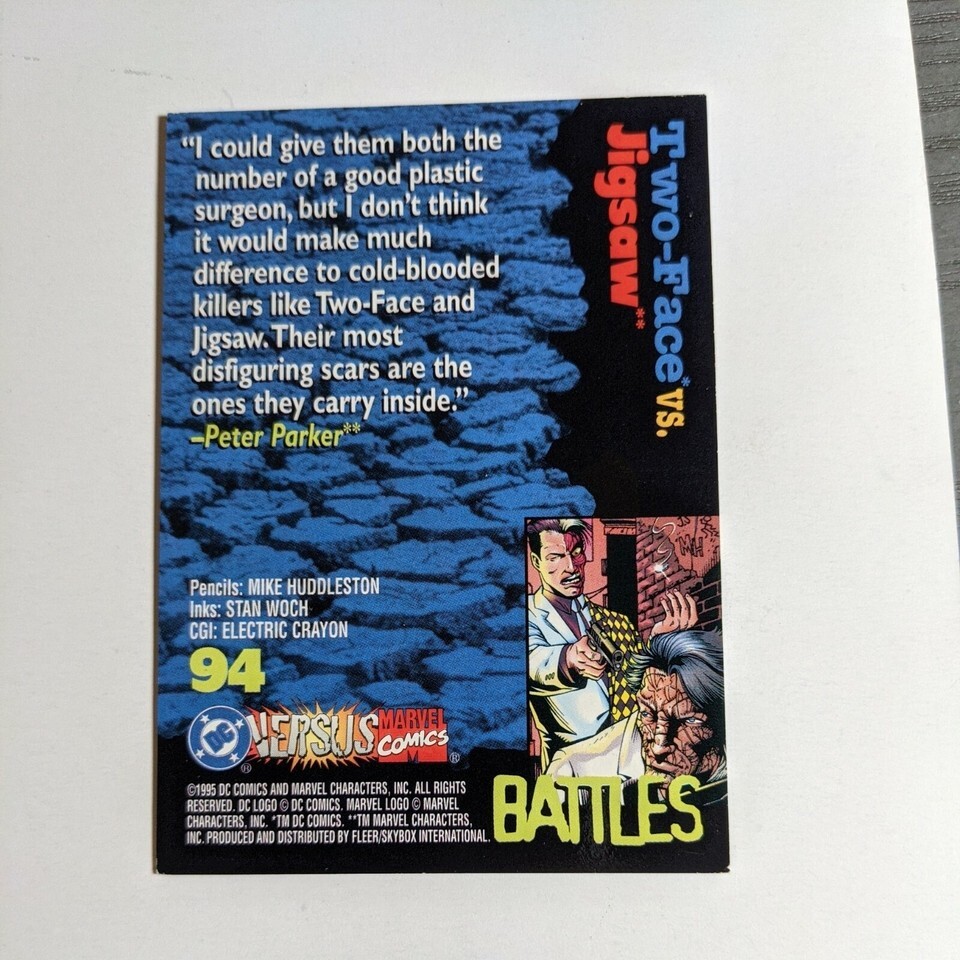 “I could give them both the
number of a good plastic
surgeon, but I don’t think
it would make much
difference to cold-blooded
killers like Two-Face and
Jigsaw. Their most
disfiguring scars are the
ones they carry inside.”
–Peter Parker**
Two-Face* vs.
Jigsaw**
Pencils: MIKE HUDDLESTON
Inks: STAN WOCH
CGI: ELECTRIC CRAYON
94
MH
DC VERSUS MARVEL COMICS ® ®
©1995 DC COMICS AND MARVEL CHARACTERS, INC. ALL RIGHTS
RESERVED. DC LOGO © DC COMICS. MARVEL LOGO © MARVEL
CHARACTERS, INC. *TM DC COMICS. **TM MARVEL CHARACTERS,
INC. PRODUCED AND DISTRIBUTED BY FLEER/SKYBOX INTERNATIONAL.
BATTLES